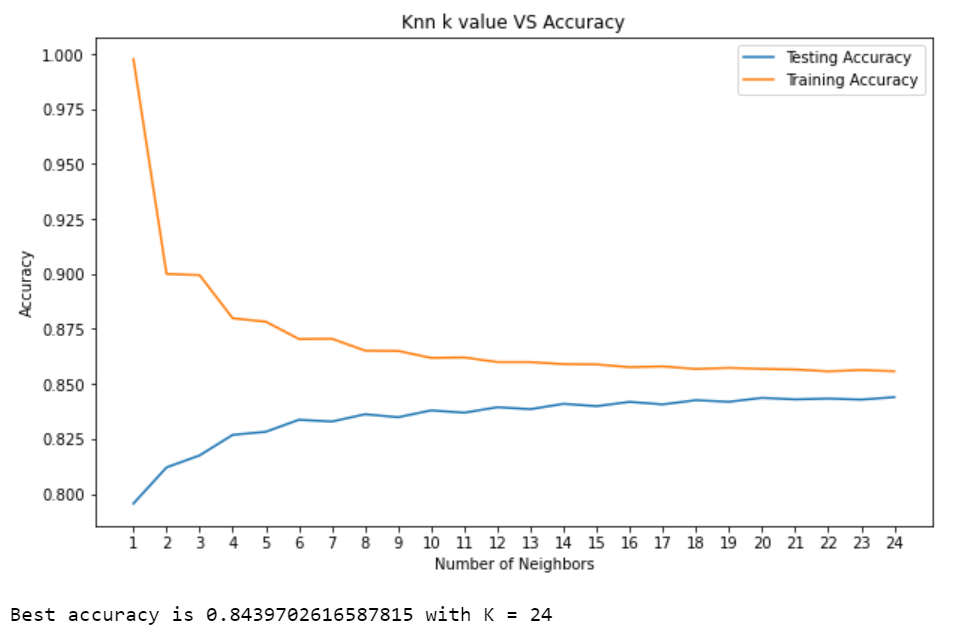 Knn k value VS Accuracy
Testing Accuracy
Training Accuracy
1.000
0.975
0.950
0.925
0.900
0.875
0.850
0.825
0.800
Accuracy
1 2 3 4 5 6 7 8 9 10 11 12 13 14 15 16 17 18 19 20 21 22 23 24
Number of Neighbors
Best accuracy is 0.8439702616587815 with K = 24